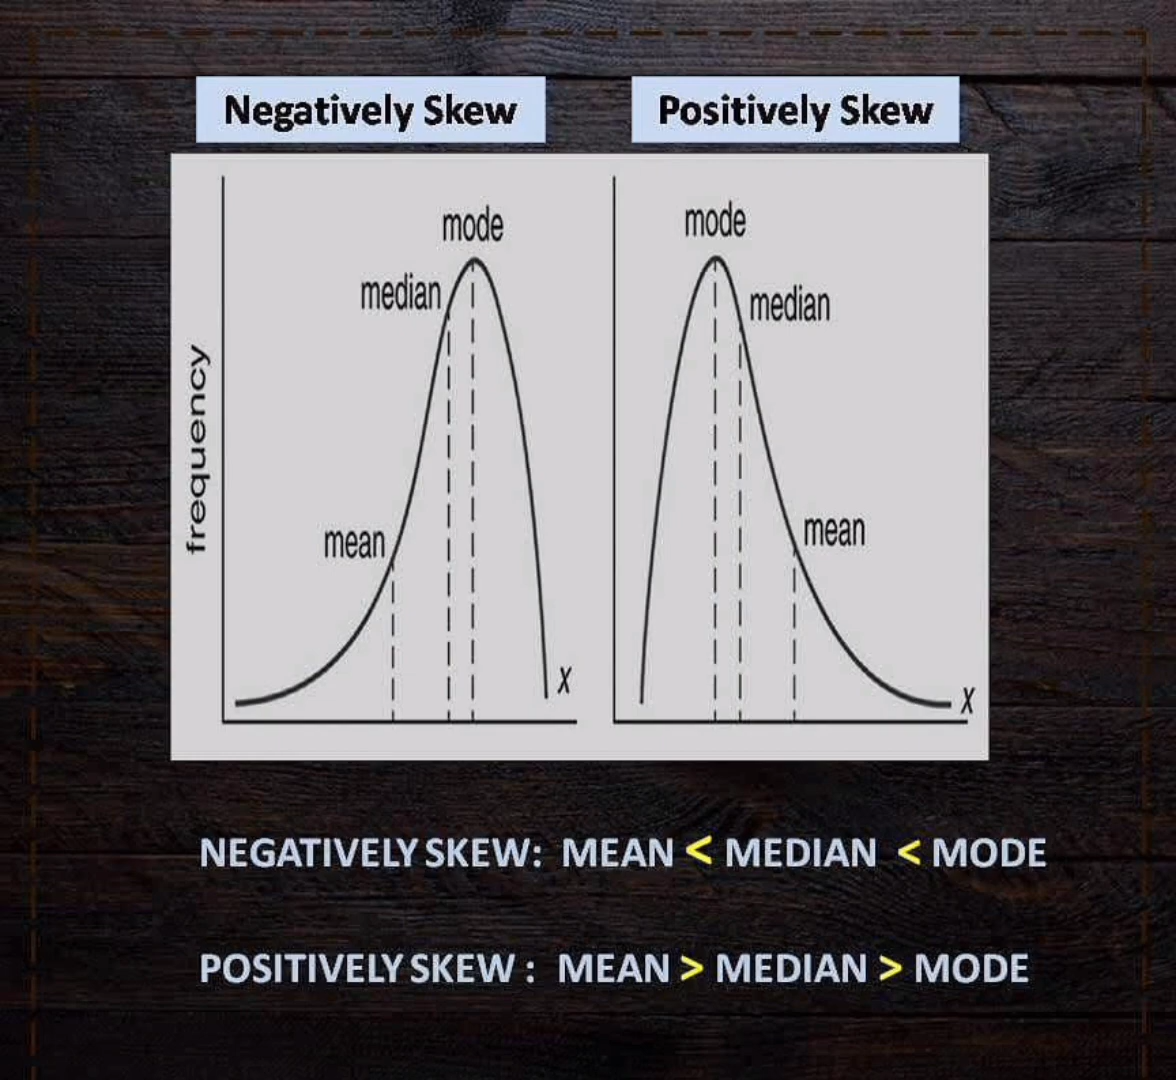 Negatively Skew
Positively Skew
mode
median
mean
frequency
X
mode
median
mean
X
NEGATIVELY SKEW: MEAN < MEDIAN < MODE
POSITIVELY SKEW : MEAN > MEDIAN > MODE